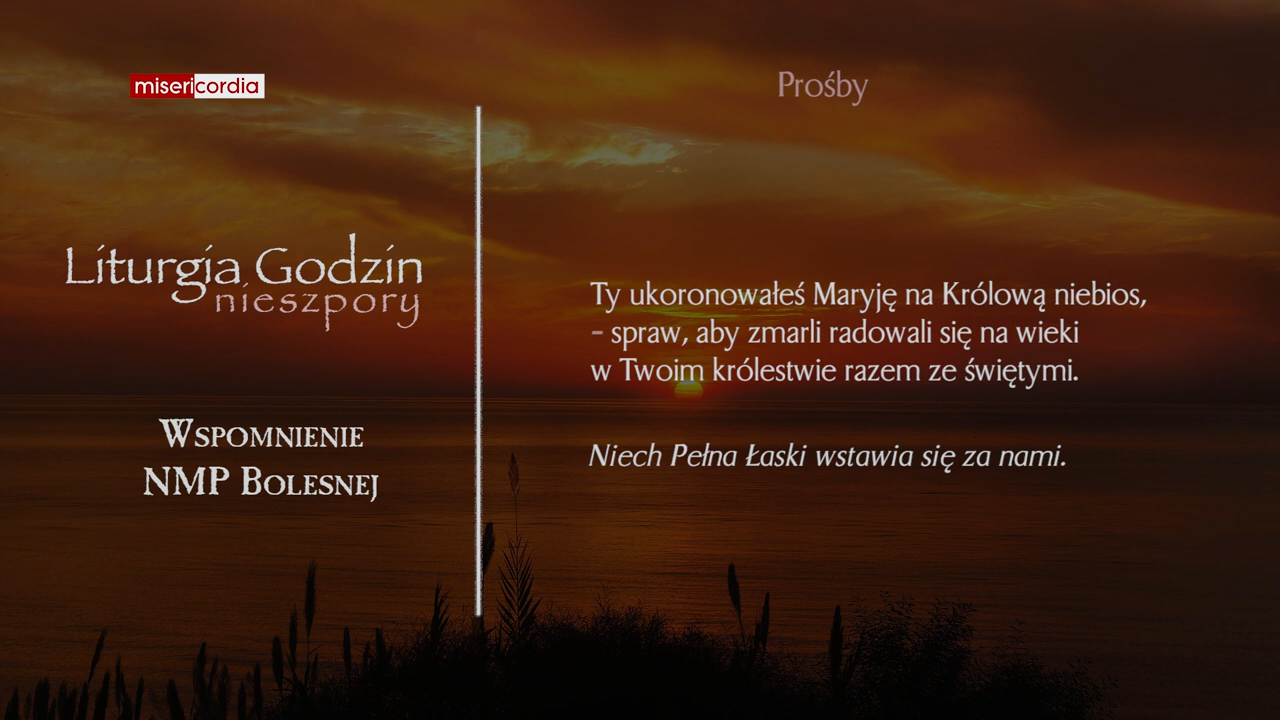 misericordia
Liturgia Godzin
nieszpory
Wspomnienie
NMP Bolesnej
Prośby
Ty ukoronowałeś Maryję na Królową niebios,
– spraw, aby zmarli radowali się na wieki
w Twoim królestwie razem ze świętymi.
Niech Pełna Łaski wstawia się za nami.